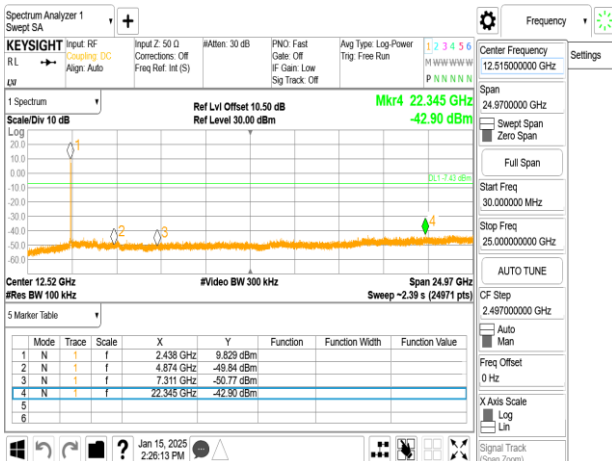 Spectrum Analyzer 1
Swept SA
Frequency
KEYSIGHT
RL
Input: RF
Coupling: DC
Align: Auto
Input Z: 50 Ω
Corrections: Off
Freq Ref: Int (S)
#Atten: 30 dB
PNO: Fast
Gate: Off
IF Gain: Low
Sig Track: Off
Avg Type: Log-Power
Trig: Free Run
1 2 3 4 5 6
M W W W W W
P N N N N N
1 Spectrum
Scale/Div 10 dB
Ref Lvl Offset 10.50 dB
Ref Level 30.00 dBm
Mkr4 22.345 GHz
-42.90 dBm
Log
20.0
10.0
0.00
-10.0
-20.0
-30.0
-40.0
-50.0
-60.0
1
2
3
4
DL1 -7.43 dBm
Center 12.52 GHz
#Res BW 100 kHz
#Video BW 300 kHz
Span 24.97 GHz
Sweep ~2.39 s (24971 pts)
5 Marker Table
Mode Trace Scale X Y Function Function Width Function Value
1 N 1 f 2.438 GHz 9.829 dBm
2 N 1 f 4.874 GHz -49.84 dBm
3 N 1 f 7.311 GHz -50.77 dBm
4 N 1 f 22.345 GHz -42.90 dBm
5
6
?
Jan 15, 2025
2:26:13 PM
Center Frequency
12.515000000 GHz
Settings
Span
24.9700000 GHz
Swept Span
Zero Span
Full Span
Start Freq
30.000000 MHz
Stop Freq
25.000000000 GHz
AUTO TUNE
CF Step
2.497000000 GHz
Auto
Man
Freq Offset
0 Hz
X Axis Scale
Log
Lin
Signal Track
(Span Zoom)